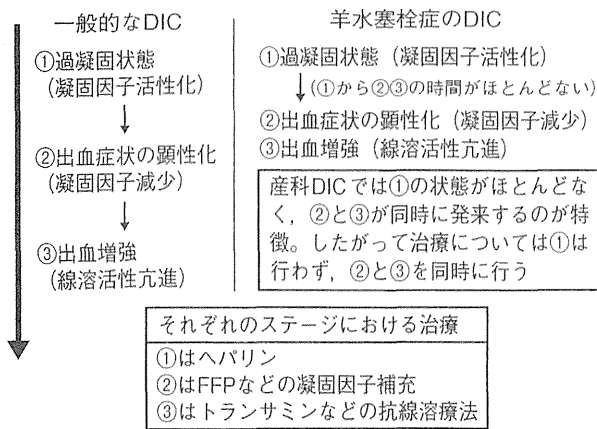 一般的なDIC
①過凝固状態
(凝固因子活性化)
②出血症状の顕性化
(凝固因子減少)
③出血増強
(線溶活性亢進)
羊水塞栓症のDIC
①過凝固状態（凝固因子活性化）
(①から②③の時間がほとんどない)
②出血症状の顕性化（凝固因子減少）
③出血増強（線溶活性亢進）
産科DICでは①の状態がほとんどな
く，②と③が同時に発来するのが特
徴。したがって治療については①は
行わず，②と③を同時に行う
それぞれのステージにおける治療
①はヘパリン
②はFFPなどの凝固因子補充
③はトランサミンなどの抗線溶療法